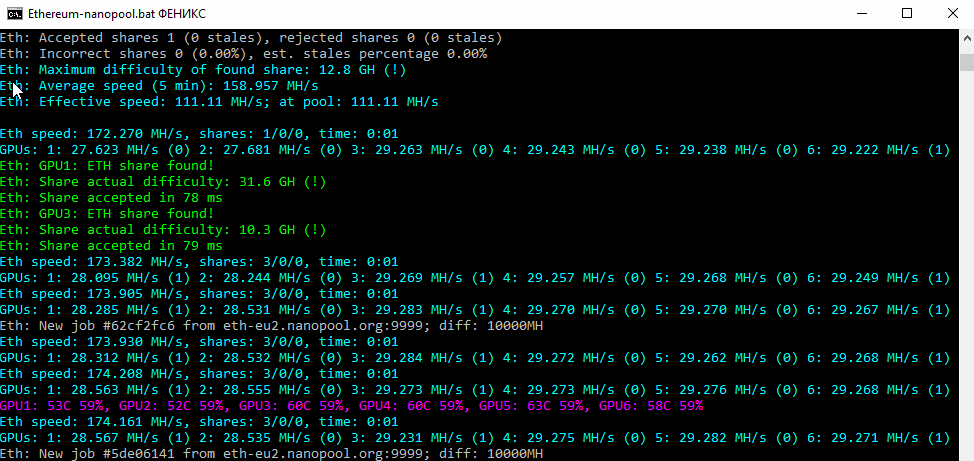 Ethereum-nanopool.bat ФЕНИКС
Eth: Accepted shares 1 (0 stales), rejected shares 0 (0 stales)
Eth: Incorrect shares 0 (0.00%), est. stales percentage 0.00%
Eth: Maximum difficulty of found share: 12.8 GH (!)
Eth: Average speed (5 min): 158.957 MH/s
Eth: Effective speed: 111.11 MH/s; at pool: 111.11 MH/s
Eth speed: 172.270 MH/s, shares: 1/0/0, time: 0:01
GPUs: 1: 27.623 MH/s (0) 2: 27.681 MH/s (0) 3: 29.263 MH/s (0) 4: 29.243 MH/s (0) 5: 29.238 MH/s (0) 6: 29.222 MH/s (1)
Eth: GPU1: ETH share found!
Eth: Share actual difficulty: 31.6 GH (!)
Eth: Share accepted in 78 ms
Eth: GPU3: ETH share found!
Eth: Share actual difficulty: 10.3 GH (!)
Eth: Share accepted in 79 ms
Eth speed: 173.382 MH/s, shares: 3/0/0, time: 0:01
GPUs: 1: 28.095 MH/s (1) 2: 28.244 MH/s (0) 3: 29.269 MH/s (1) 4: 29.257 MH/s (0) 5: 29.268 MH/s (0) 6: 29.249 MH/s (1)
Eth speed: 173.905 MH/s, shares: 3/0/0, time: 0:01
GPUs: 1: 28.285 MH/s (1) 2: 28.531 MH/s (0) 3: 29.283 MH/s (1) 4: 29.270 MH/s (0) 5: 29.270 MH/s (0) 6: 29.267 MH/s (1)
Eth: New job #62cf2fc6 from eth-eu2.nanopool.org:9999; diff: 10000MH
Eth speed: 173.930 MH/s, shares: 3/0/0, time: 0:01
GPUs: 1: 28.312 MH/s (1) 2: 28.532 MH/s (0) 3: 29.284 MH/s (1) 4: 29.272 MH/s (0) 5: 29.262 MH/s (0) 6: 29.268 MH/s (1)
Eth speed: 174.208 MH/s, shares: 3/0/0, time: 0:01
GPUs: 1: 28.563 MH/s (1) 2: 28.555 MH/s (0) 3: 29.273 MH/s (1) 4: 29.273 MH/s (0) 5: 29.276 MH/s (0) 6: 29.268 MH/s (1)
GPU1: 53C 59%, GPU2: 52C 59%, GPU3: 60C 59%, GPU4: 60C 59%, GPU5: 63C 59%, GPU6: 58C 59%
Eth speed: 174.161 MH/s, shares: 3/0/0, time: 0:01
GPUs: 1: 28.567 MH/s (1) 2: 28.535 MH/s (0) 3: 29.231 MH/s (1) 4: 29.275 MH/s (0) 5: 29.282 MH/s (0) 6: 29.271 MH/s (1)
Eth: New job #5de06141 from eth-eu2.nanopool.org:9999; diff: 10000MH